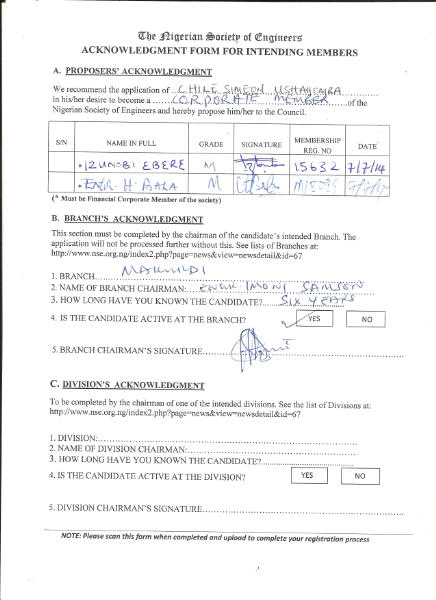 The Nigerian Society of Engineers
ACKNOWLEDGMENT FORM FOR INTENDING MEMBERS
A. PROPOSERS' ACKNOWLEDGMENT
We recommend the application of CHILE SIMEON
in his/her desire to become a CORPORATE MEMBER of the
Nigerian Society of Engineers and hereby propose him/her to the Council.
S/N NAME IN FULL GRADE SIGNATURE MEMBERSHIP REG. NO DATE
IZUNOBI EBERE M 15632 7/7/14
ENGR. H. BALA M
(* Must be Financial Corporate Member of the society)
B. BRANCH'S ACKNOWLEDGMENT
This section must be completed by the chairman of the candidate's intended Branch. The
application will not be processed further without this. See lists of Branches at:
http://www.nse.org.ng/index2.php?page=news&view=newsdetail&id=67
1. BRANCH MAKURDI
2. NAME OF BRANCH CHAIRMAN: ENGR. IMONI SAMSON
3. HOW LONG HAVE YOU KNOWN THE CANDIDATE? SIX YEARS
4. IS THE CANDIDATE ACTIVE AT THE BRANCH? YES NO
5. BRANCH CHAIRMAN'S SIGNATURE
C. DIVISION'S ACKNOWLEDGMENT
To be completed by the chairman of one of the intended divisions. See the list of Divisions at:
http://www.nse.org.ng/index2.php?page=news&view=newsdetail&id=67
1. DIVISION:
2. NAME OF DIVISION CHAIRMAN:
3. HOW LONG HAVE YOU KNOWN THE CANDIDATE?
4. IS THE CANDIDATE ACTIVE AT THE DIVISION? YES NO
5. DIVISION CHAIRMAN'S SIGNATURE
NOTE: Please scan this form when completed and upload to complete your registration process